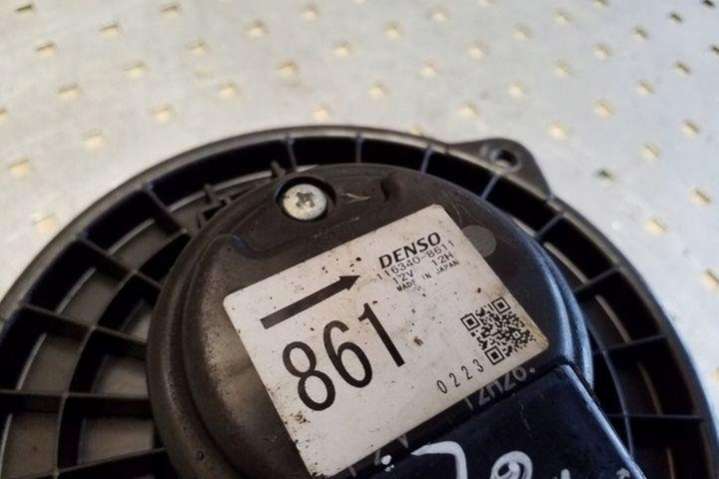 DENSO
116340-8611
12V 12H
MADE IN JAPAN
861
0223